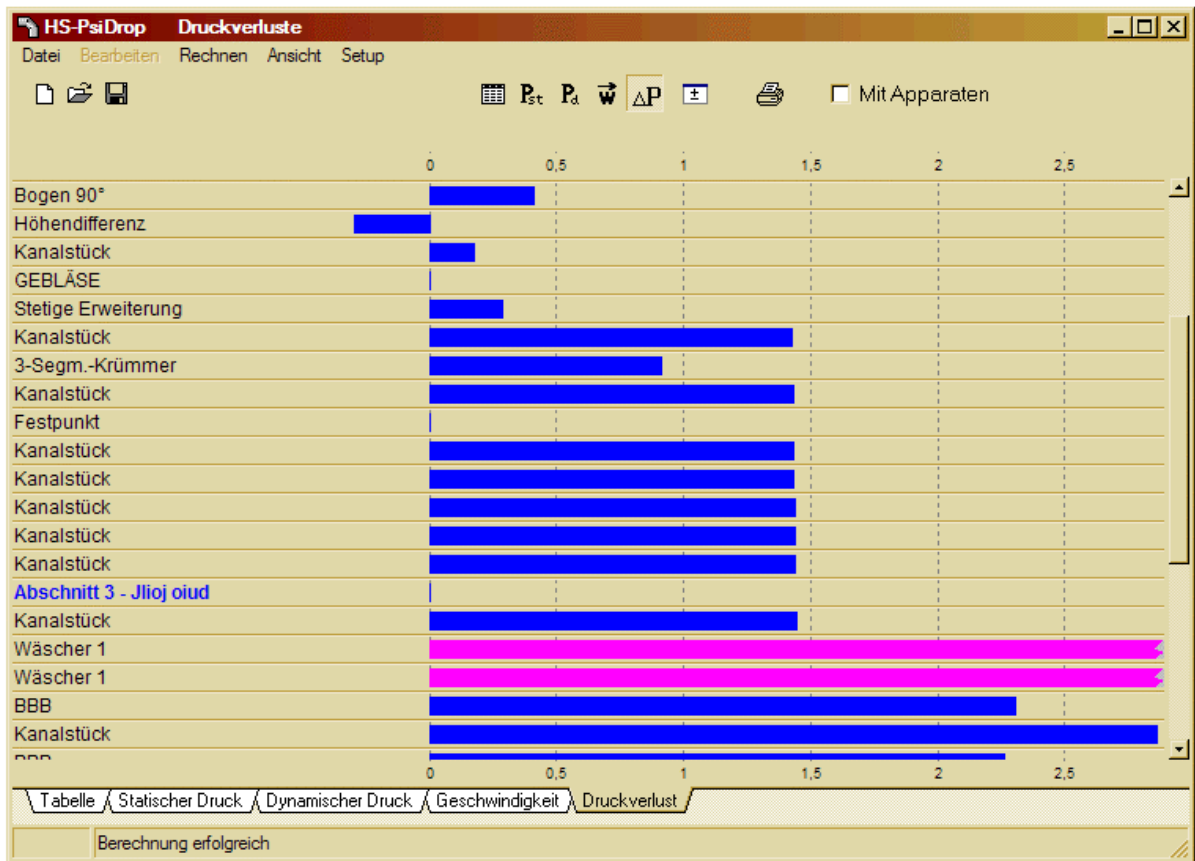 HS-PsiDrop Druckverluste
Datei Bearbeiten Rechnen Ansicht Setup
Pst Pd w ΔP ± Mit Apparaten
0 0,5 1 1,5 2 2,5
Bogen 90°
Höhendifferenz
Kanalstück
GEBLÄSE
Stetige Erweiterung
Kanalstück
3-Segm.-Krümmer
Kanalstück
Festpunkt
Kanalstück
Kanalstück
Kanalstück
Kanalstück
Kanalstück
Abschnitt 3 - Jlioj oiud
Kanalstück
Wäscher 1
Wäscher 1
BBB
Kanalstück
0 0,5 1 1,5 2 2,5
Tabelle Statischer Druck Dynamischer Druck Geschwindigkeit Druckverlust
Berechnung erfolgreich